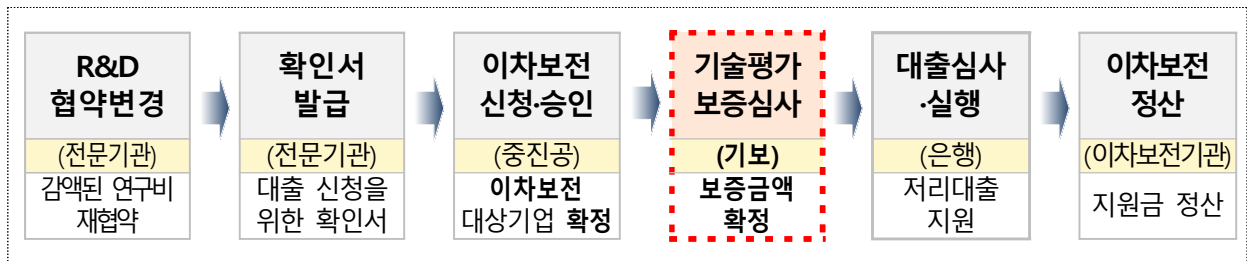 R&D
협약변경
(전문기관)
감액된 연구비
재협약
확인서
발급
(전문기관)
대출 신청을
위한 확인서
이차보전
신청·승인
(중진공)
이차보전
대상기업 확정
기술평가
보증심사
(기보)
보증금액
확정
대출심사
·실행
(은행)
저리대출
지원
이차보전
정산
(이차보전기관)
지원금 정산